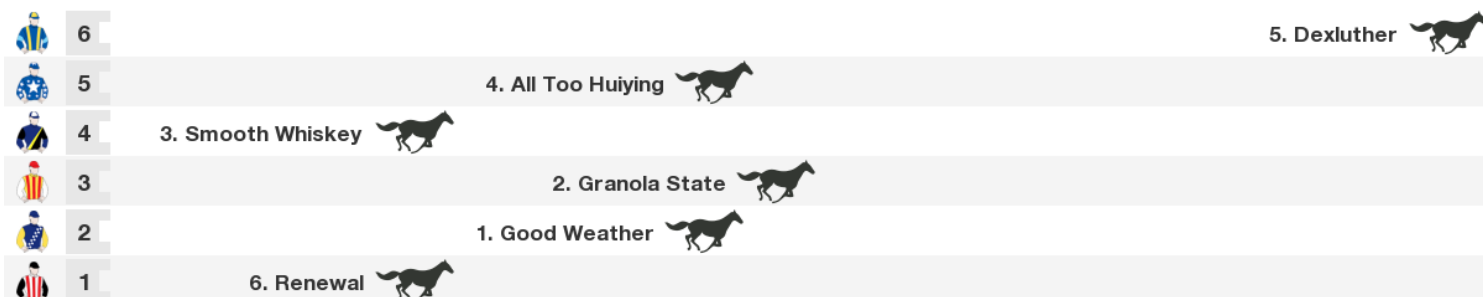 6 5. Dexluther
5 4. All Too Huiying
4 3. Smooth Whiskey
3 2. Granola State
2 1. Good Weather
1 6. Renewal